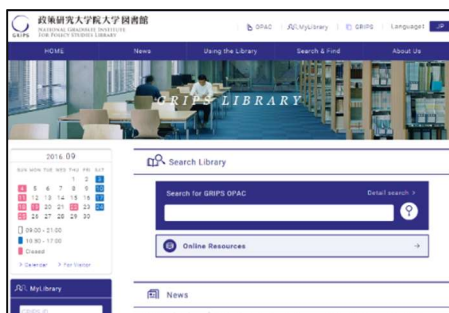 政策研究大学院大学図書館
NATIONAL GRADUATE INSTITUTE
FOR POLICY STUDIES LIBRARY
GRIPS
OPAC
MyLibrary
GRIPS
Language
JP
HOME
News
Using the Library
Search & Find
About Us
GRIPS LIBRARY
2016.09
SUN MON TUE WED THU FRI SAT
1 2 3
4 5 6 7 8 9 10
11 12 13 14 15 16 17
18 19 20 21 22 23 24
25 26 27 28 29 30
09:00 - 21:00
10:30 - 17:00
Closed
> Calendar > For Visitor
MyLibrary
GRIPS ID
Search Library
Search for GRIPS OPAC
Detail search >
Online Resources
News